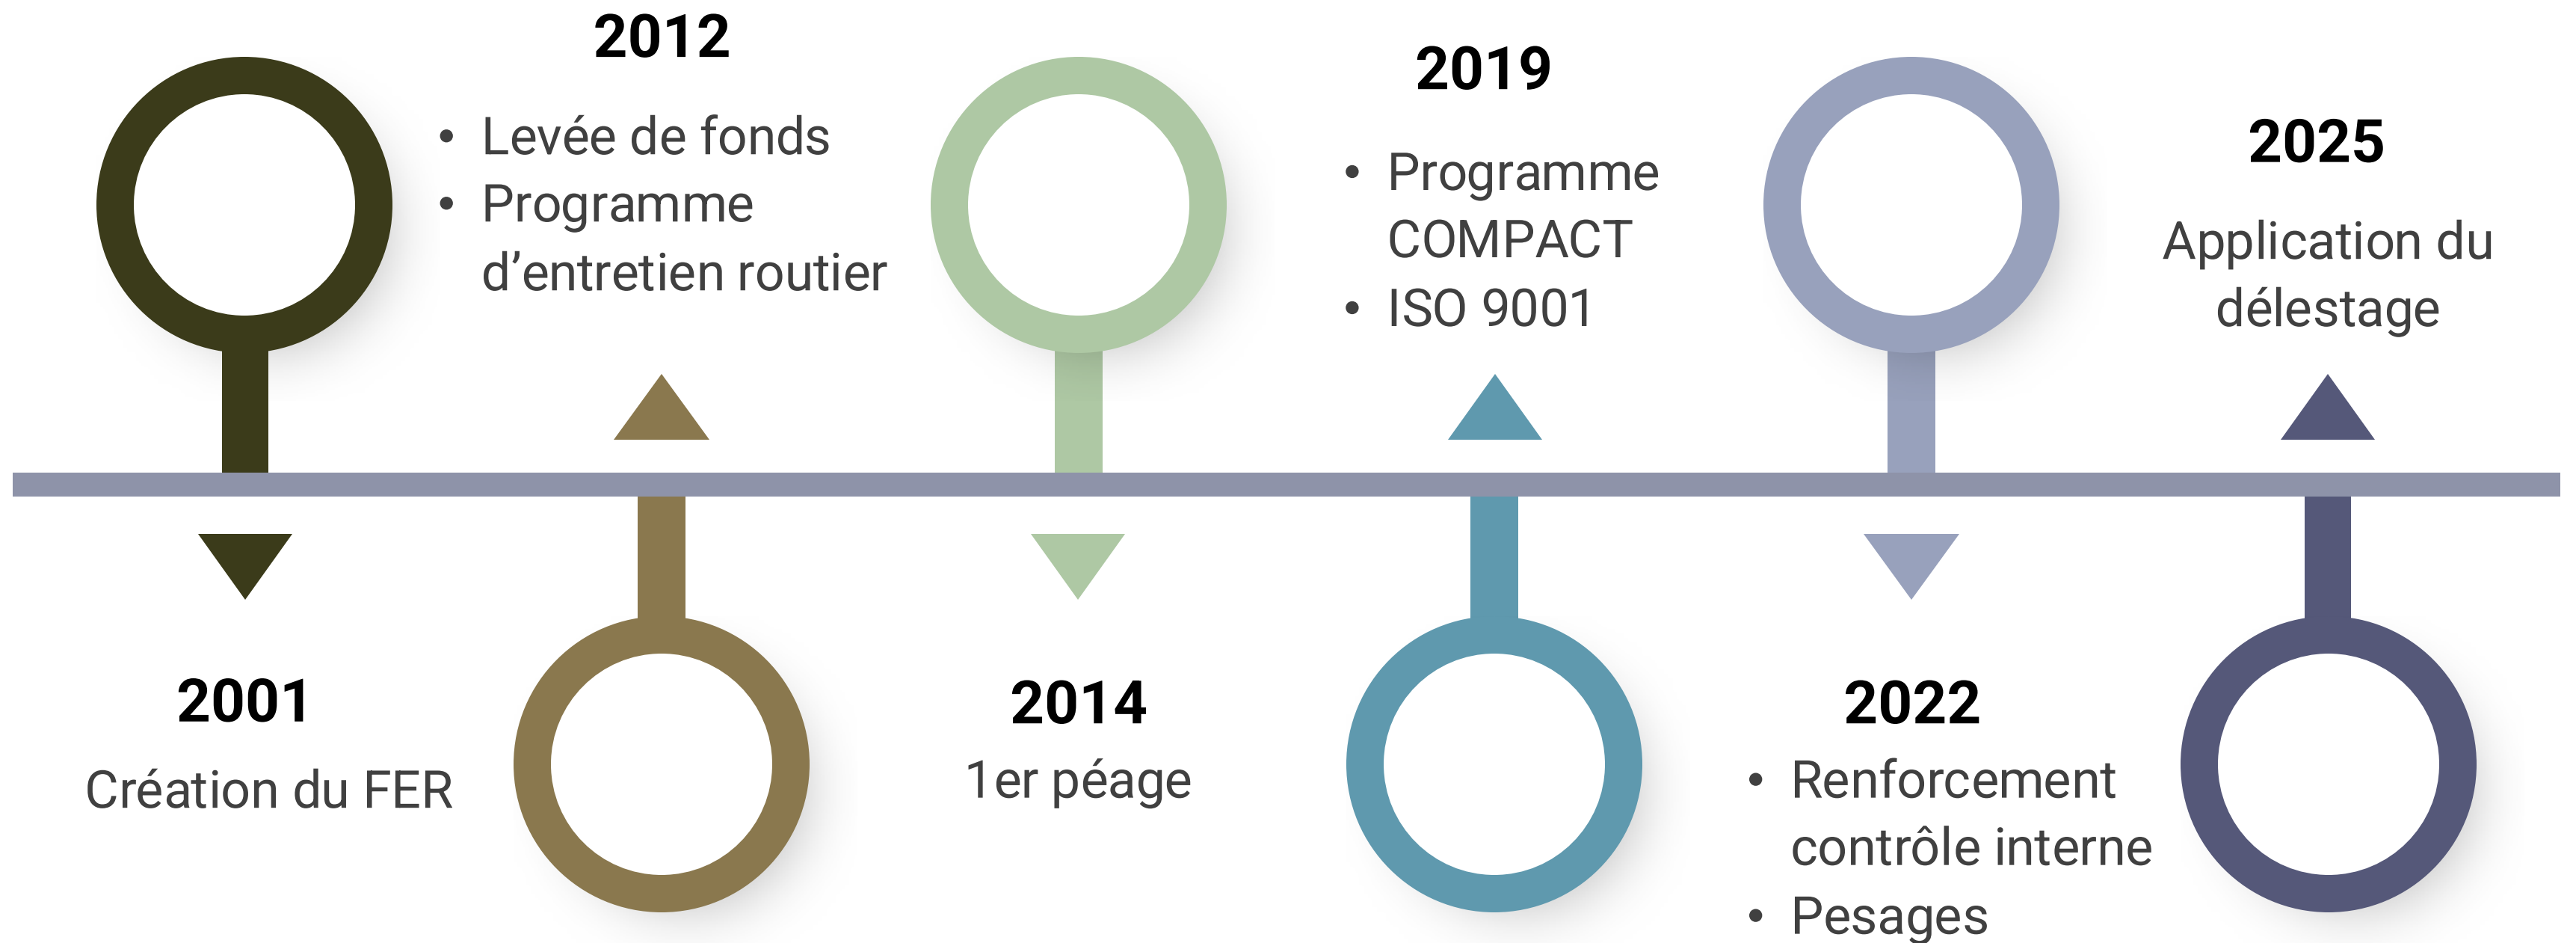 2001
Création du FER
2012
• Levée de fonds
• Programme
d’entretien routier
2014
1er péage
2019
• Programme
COMPACT
• ISO 9001
2022
• Renforcement
contrôle interne
• Pesages
2025
Application du
délestage